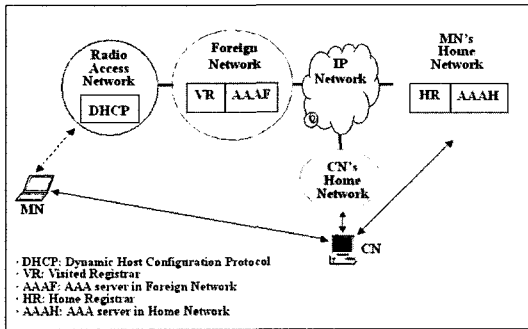 Radio
Access
Network
DHCP
Foreign
Network
VR AAAF
IP
Network
MN's
Home
Network
HR AAAH
CN's
Home
Network
MN
CN
· DHCP: Dynamic Host Configuration Protocol
· VR: Visited Registrar
· AAAF: AAA server in Foreign Network
· HR: Home Registrar
· AAAH: AAA server in Home Network